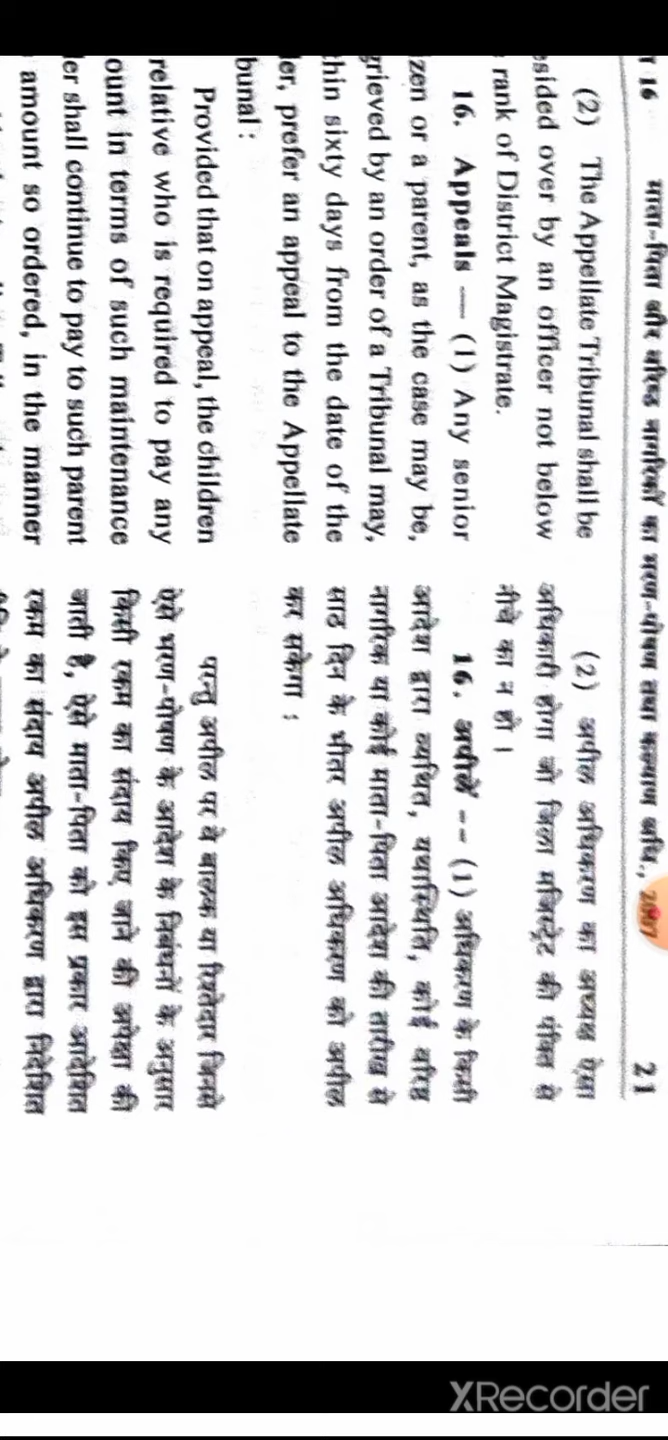 16 माता-पिता और वरिष्ठ नागरिकों का भरण-पोषण तथा कल्याण अधि., 2007 21
(2) The Appellate Tribunal shall be
esided over by an officer not below
rank of District Magistrate.
16. Appeals — (1) Any senior
zen or a parent, as the case may be,
grieved by an order of a Tribunal may,
thin sixty days from the date of the
der, prefer an appeal to the Appellate
bunal :
Provided that on appeal, the children
relative who is required to pay any
ount in terms of such maintenance
er shall continue to pay to such parent
amount so ordered, in the manner
(2) अपील अधिकरण का अध्यक्ष ऐसा
अधिकारी होगा जो जिला मजिस्ट्रेट की पंक्ति से
नीचे का न हो ।
16. अपीलें -- (1) अधिकरण के किसी
आदेश द्वारा व्यथित, यथास्थिति, कोई वरिष्ठ
नागरिक या कोई माता-पिता आदेश की तारीख से
साठ दिन के भीतर अपील अधिकरण को अपील
कर सकेगा :
परन्तु अपील पर वे बालक या रिश्तेदार जिनसे
ऐसे भरण-पोषण के आदेश के निबंधनों के अनुसार
किसी रकम का संदाय किए जाने की अपेक्षा की
जाती है, ऐसे माता-पिता को इस प्रकार आदेशित
रकम का संदाय अपील अधिकरण द्वारा निदेशित
XRecorder